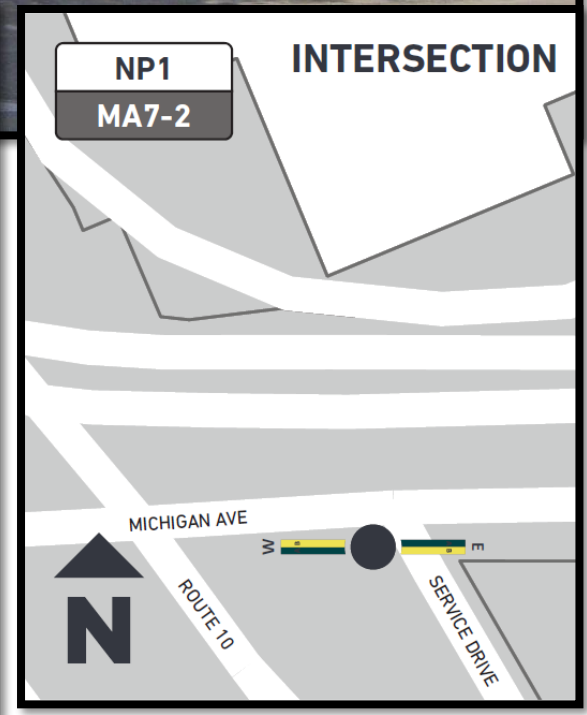 NP1
MA7-2
INTERSECTION
MICHIGAN AVE
W
E
N
ROUTE 10
SERVICE DRIVE